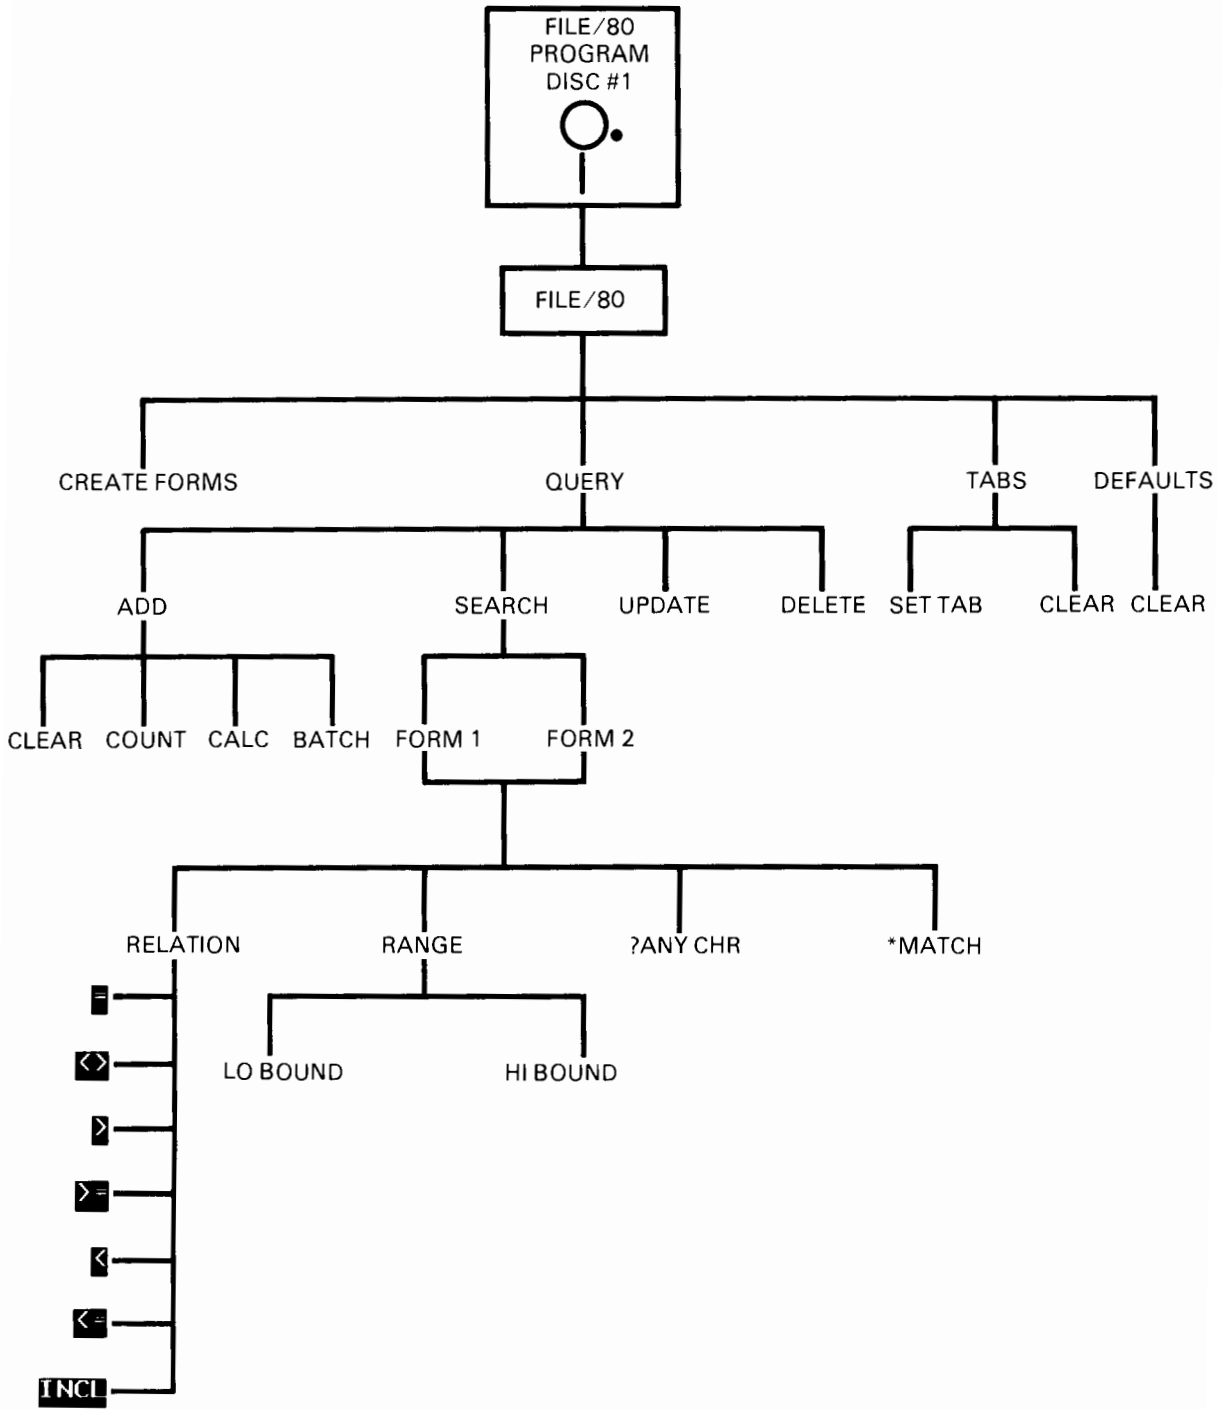 FILE/80
PROGRAM
DISC #1
FILE/80
CREATE FORMS
QUERY
TABS
DEFAULTS
ADD
SEARCH
UPDATE
DELETE
SET TAB
CLEAR
CLEAR
CLEAR
COUNT
CALC
BATCH
FORM 1
FORM 2
RELATION
RANGE
?ANY CHR
*MATCH
=
<>
LO BOUND
HI BOUND
>
>=
<
<=
INCL